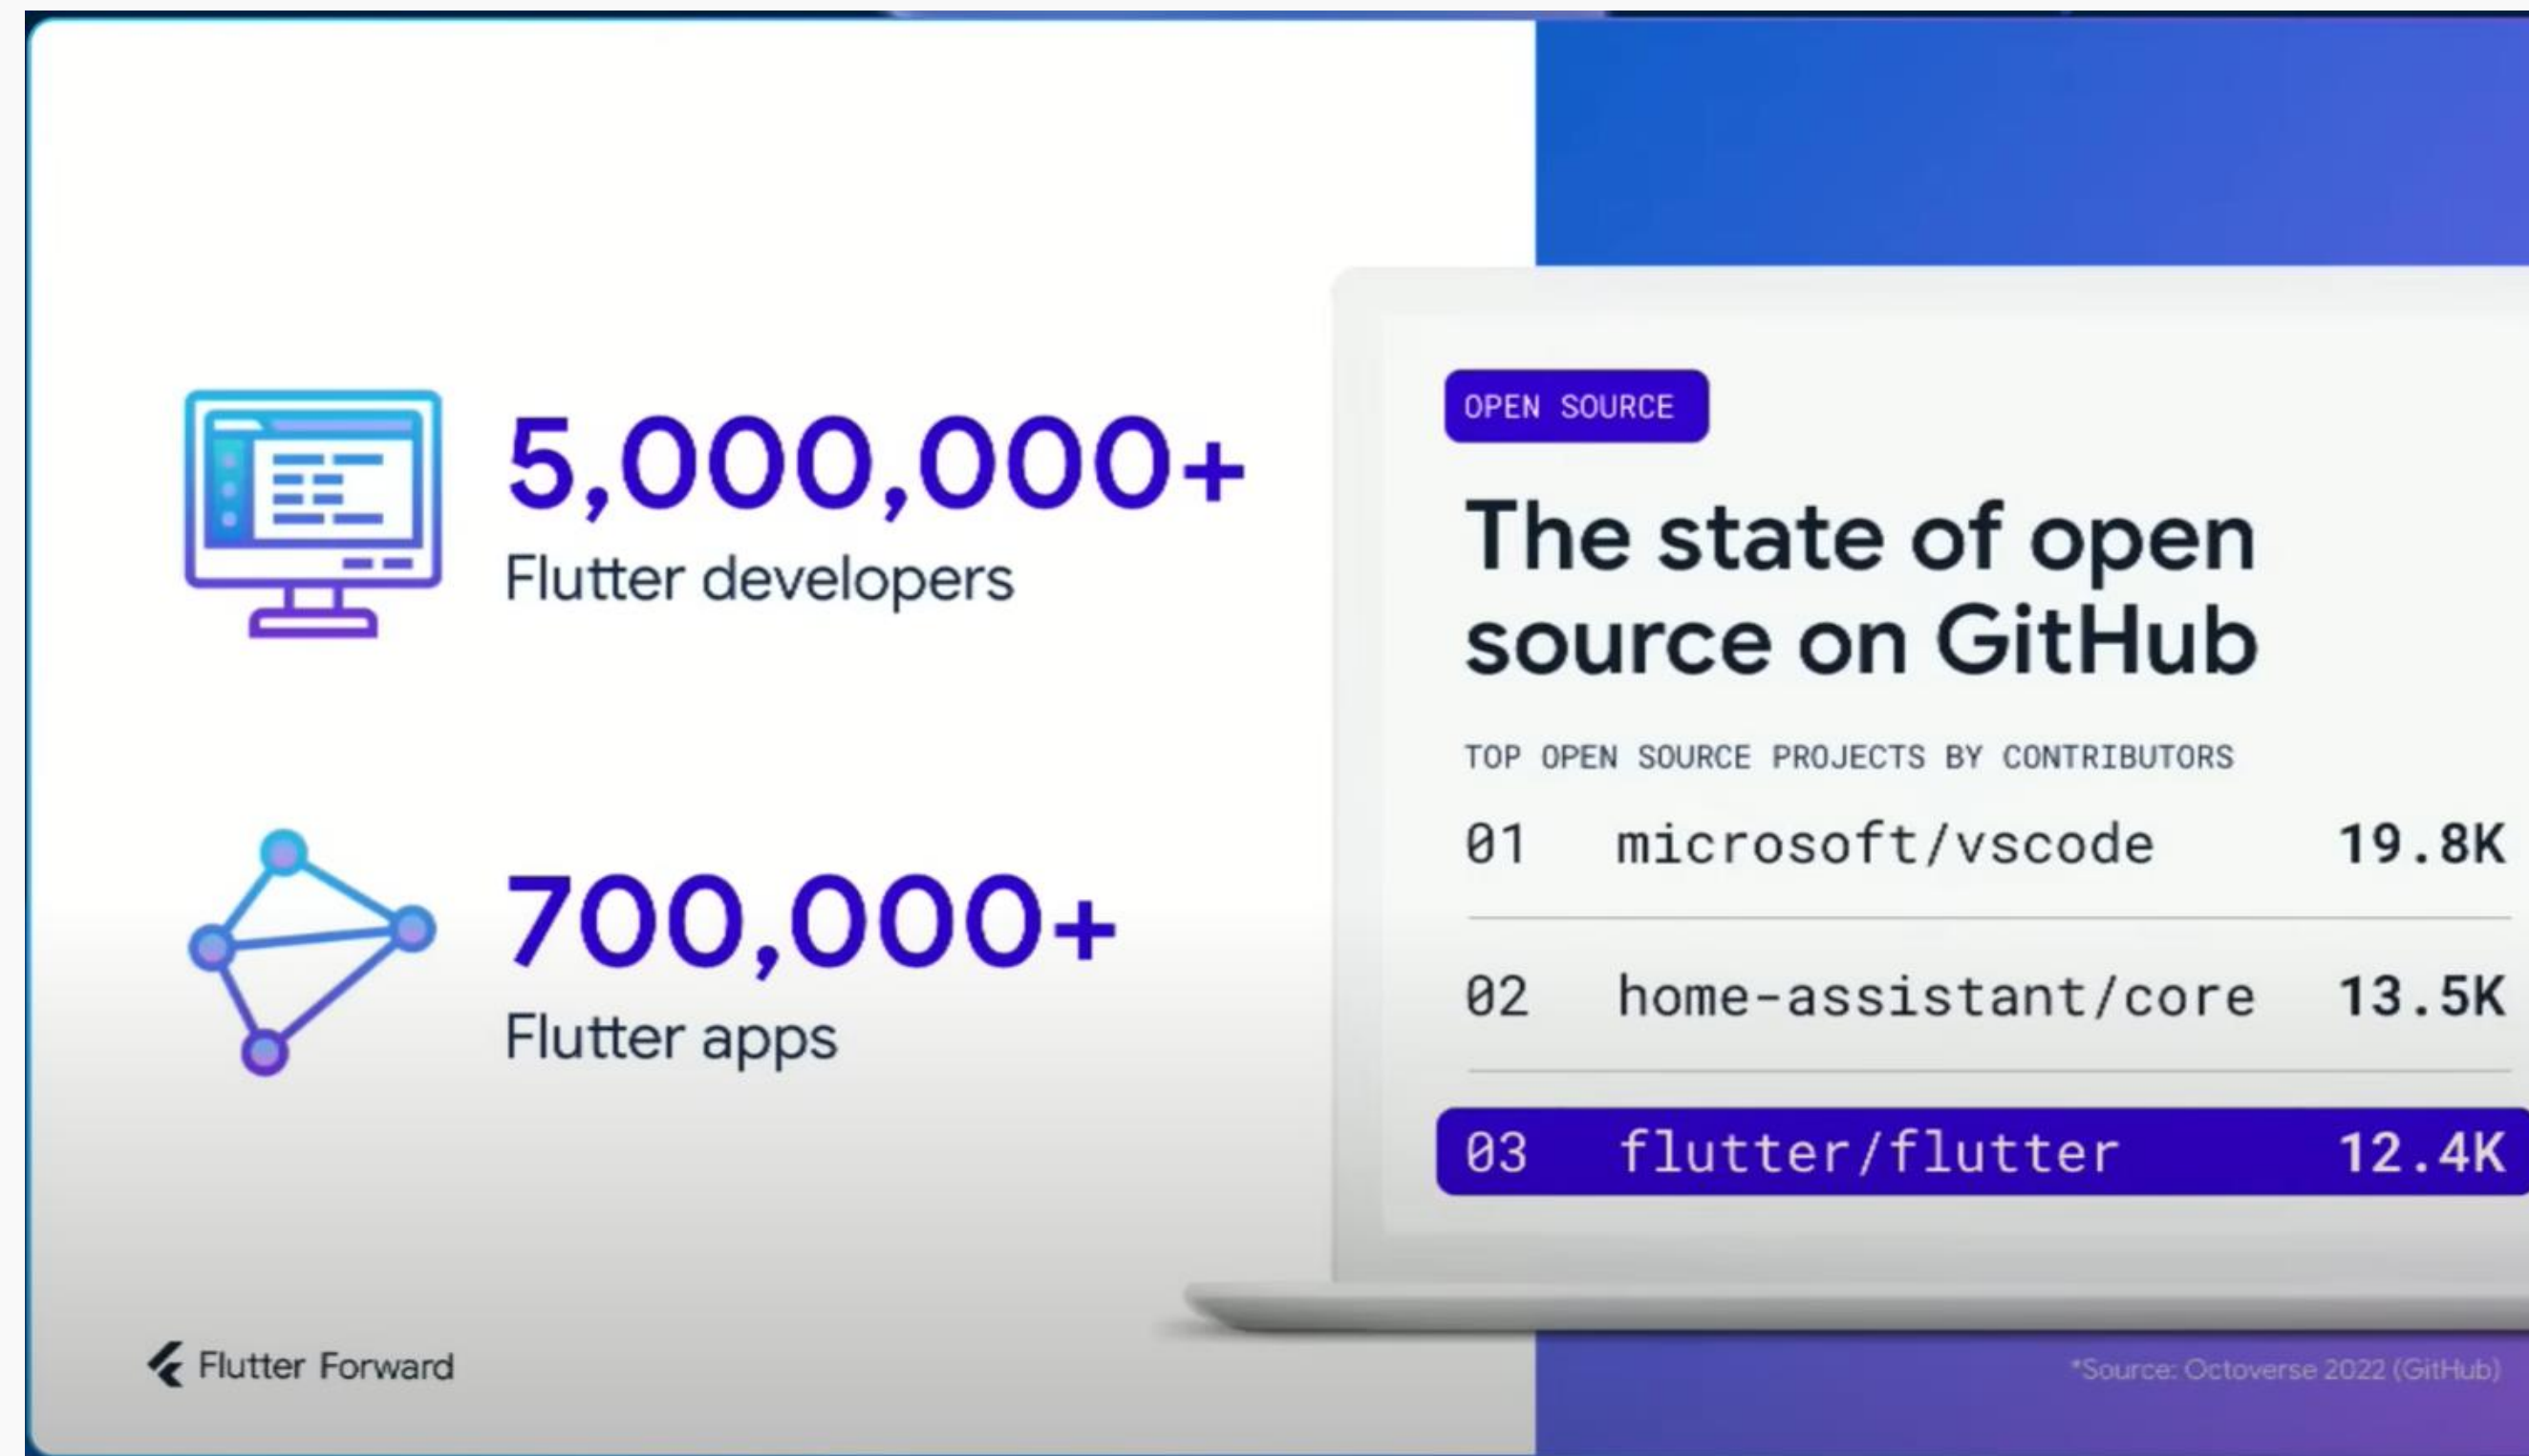 5,000,000+
Flutter developers
700,000+
Flutter apps
Flutter Forward
OPEN SOURCE
The state of open
source on GitHub
TOP OPEN SOURCE PROJECTS BY CONTRIBUTORS
01 microsoft/vscode 19.8K
02 home-assistant/core 13.5K
03 flutter/flutter 12.4K
*Source: Octoverse 2022 (GitHub)